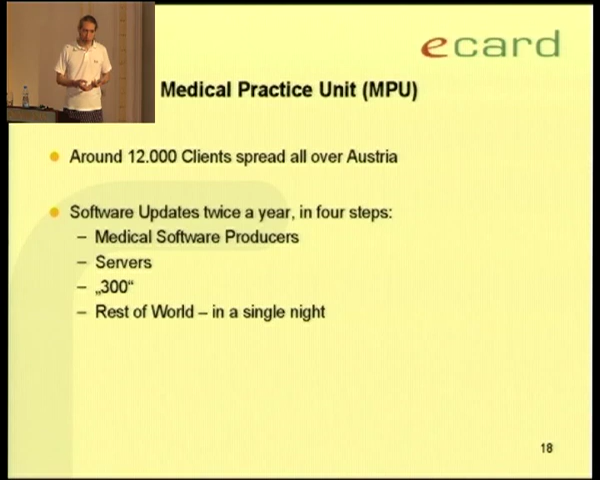 ecard
Medical Practice Unit (MPU)
Around 12.000 Clients spread all over Austria
Software Updates twice a year, in four steps:
– Medical Software Producers
– Servers
– „300“
– Rest of World – in a single night
18